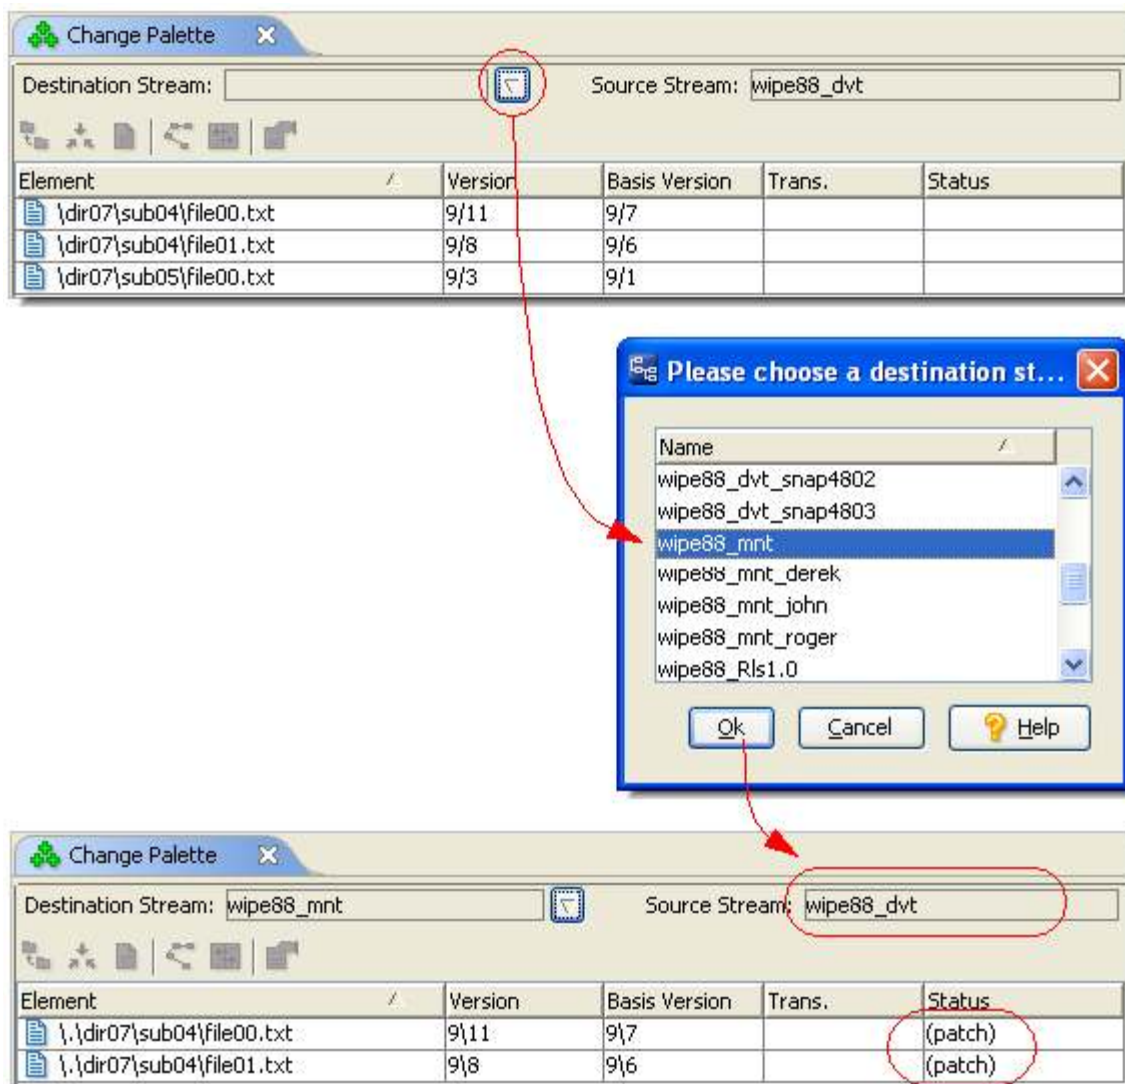 Change Palette
Destination Stream: Source Stream: wipe88_dvt
Element Version Basis Version Trans. Status
\dir07\sub04\file00.txt 9/11 9/7
\dir07\sub04\file01.txt 9/8 9/6
\dir07\sub05\file00.txt 9/3 9/1
Please choose a destination st...
Name
wipe88_dvt_snap4802
wipe88_dvt_snap4803
wipe88_mnt
wipe88_mnt_derek
wipe88_mnt_john
wipe88_mnt_roger
wipe88_Rls1.0
Ok Cancel Help
Change Palette
Destination Stream: wipe88_mnt Source Stream: wipe88_dvt
Element Version Basis Version Trans. Status
\.\dir07\sub04\file00.txt 9\11 9\7 (patch)
\.\dir07\sub04\file01.txt 9\8 9\6 (patch)